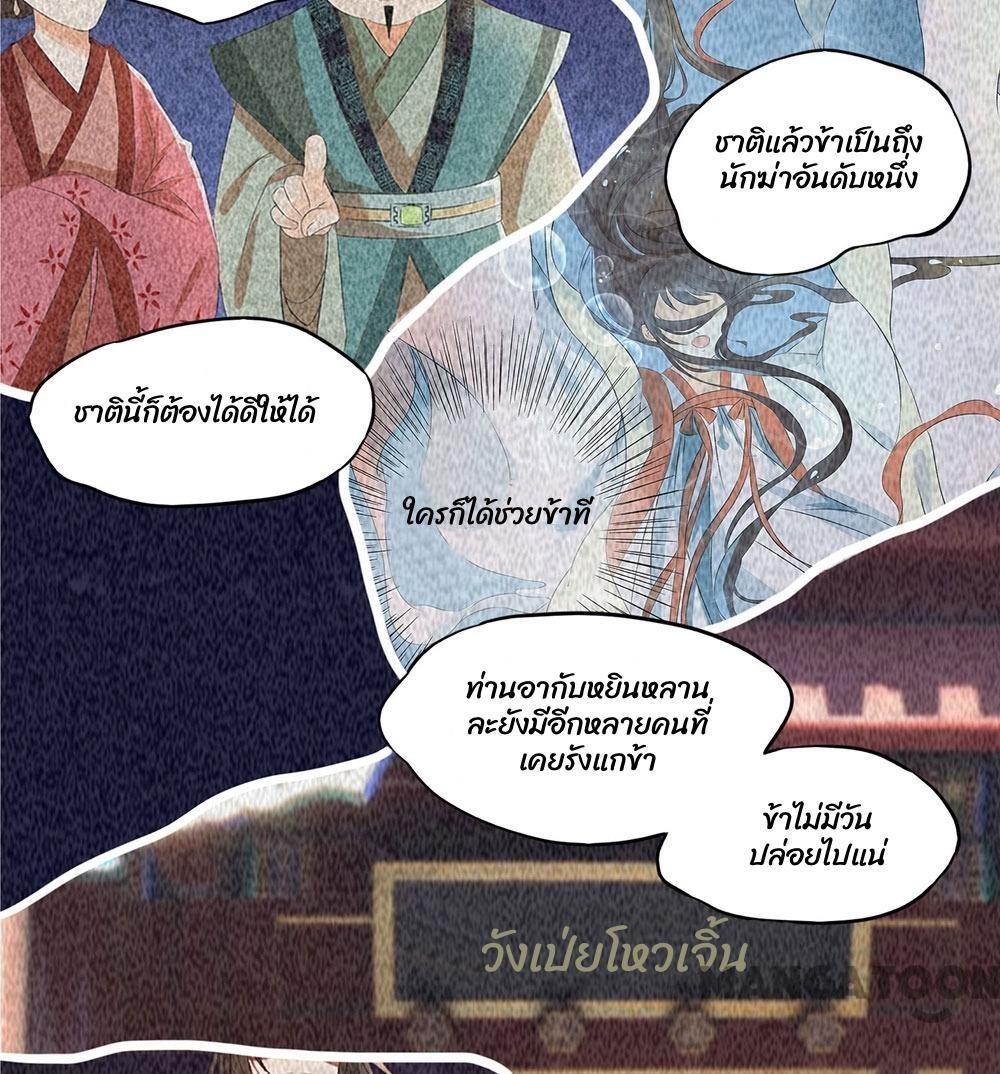 ชาติแล้วข้าเป็นถึง
นักฆ่าอันดับหนึ่ง
ชาตินี้ก็ต้องได้ดีให้ได้
ใครก็ได้ช่วยข้าที
ท่านอากับหยินหลาน
ละยังมีอีกหลายคนที่
เคยรังแกข้า
ข้าไม่มีวัน
ปล่อยไปแน่
วังเป่ยโหวเจิ้น
MANGATOON